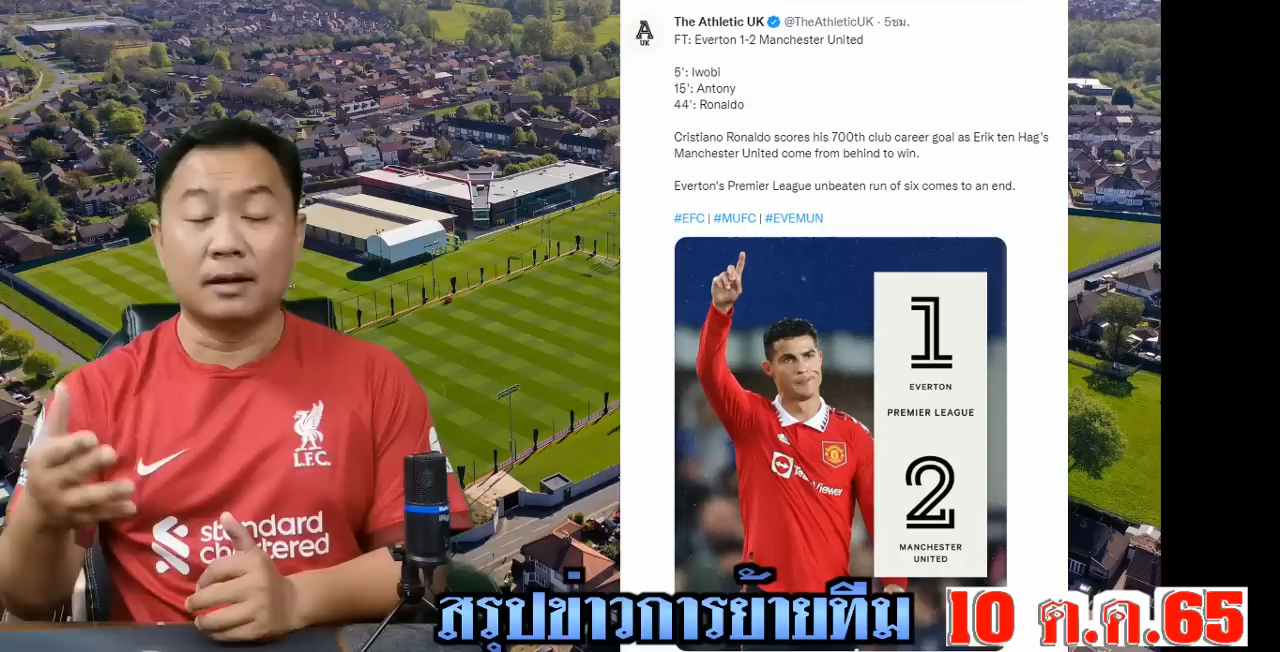 A
UK
The Athletic UK @TheAthleticUK · 5ชม.
FT: Everton 1-2 Manchester United
5': Iwobi
15': Antony
44': Ronaldo
Cristiano Ronaldo scores his 700th club career goal as Erik ten Hag's
Manchester United come from behind to win.
Everton's Premier League unbeaten run of six comes to an end.
#EFC | #MUFC | #EVEMUN
1
EVERTON
PREMIER LEAGUE
2
MANCHESTER
UNITED
TeamViewer
L.F.C.
standard
chartered
สรุปข่าวการย้ายทีม 10 ต.ค.65